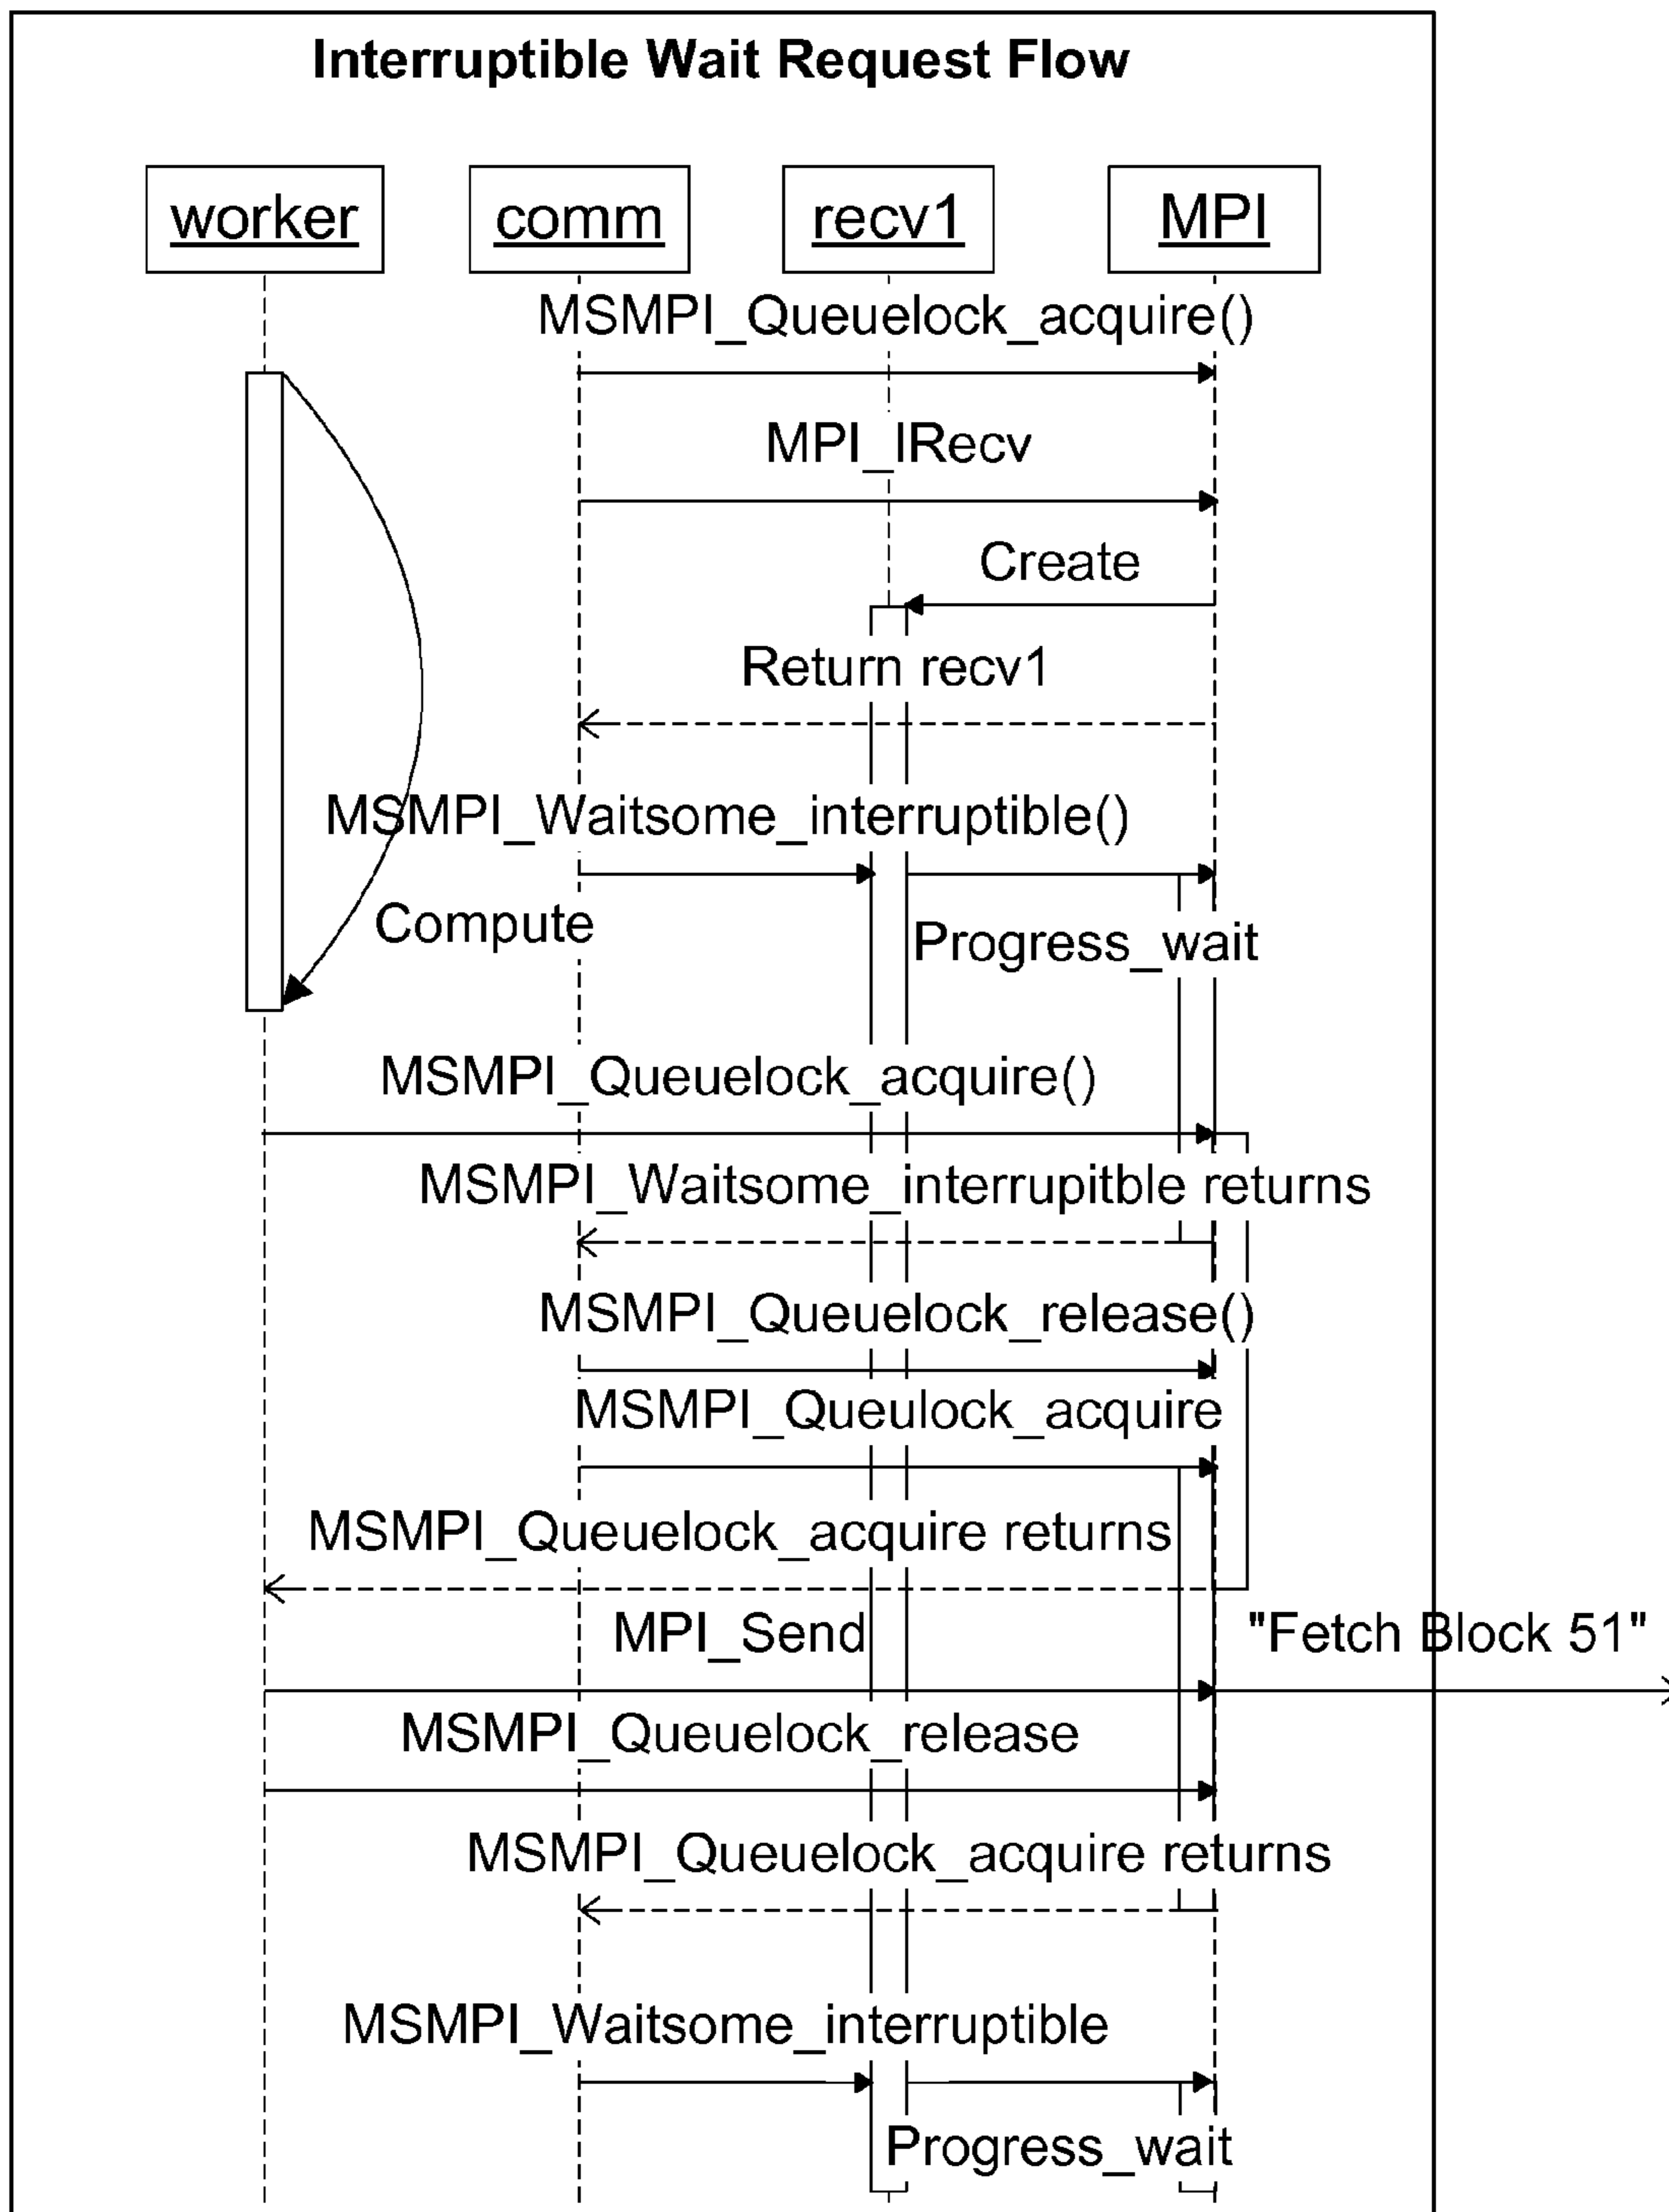 Interruptible Wait Request Flow
worker
comm
recv1
MPI
MSMPI_Queuelock_acquire()
MPI_IRecv
Create
Return recv1
MSMPI_Waitsome_interruptible()
Compute
Progress_wait
MSMPI_Queuelock_acquire()
MSMPI_Waitsome_interrupitble returns
MSMPI_Queuelock_release()
MSMPI_Queulock_acquire
MSMPI_Queuelock_acquire returns
MPI_Send
"Fetch Block 51"
MSMPI_Queuelock_release
MSMPI_Queuelock_acquire returns
MSMPI_Waitsome_interruptible
Progress_wait